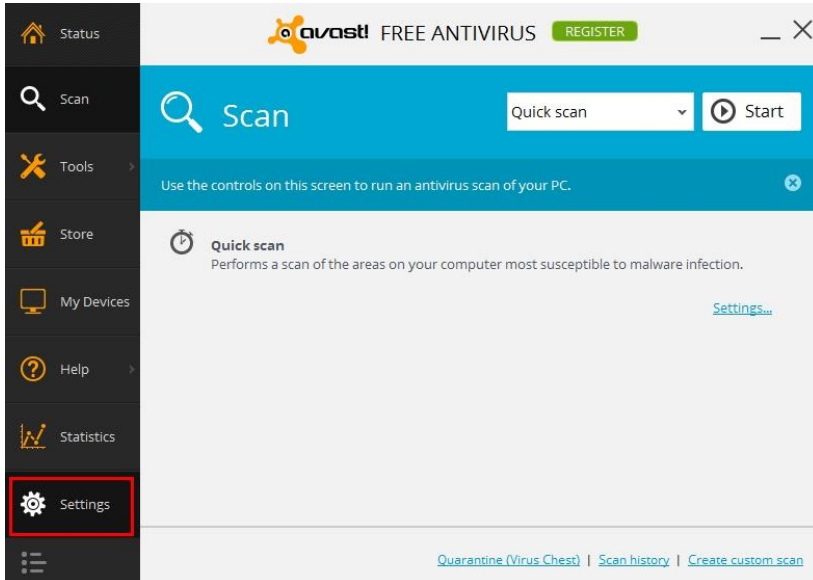 Status
avast! FREE ANTIVIRUS REGISTER
Scan
Scan
Quick scan
Start
Tools
Use the controls on this screen to run an antivirus scan of your PC.
Store
Quick scan
Performs a scan of the areas on your computer most susceptible to malware infection.
My Devices
Settings...
Help
Statistics
Settings
Quarantine (Virus Chest) | Scan history | Create custom scan